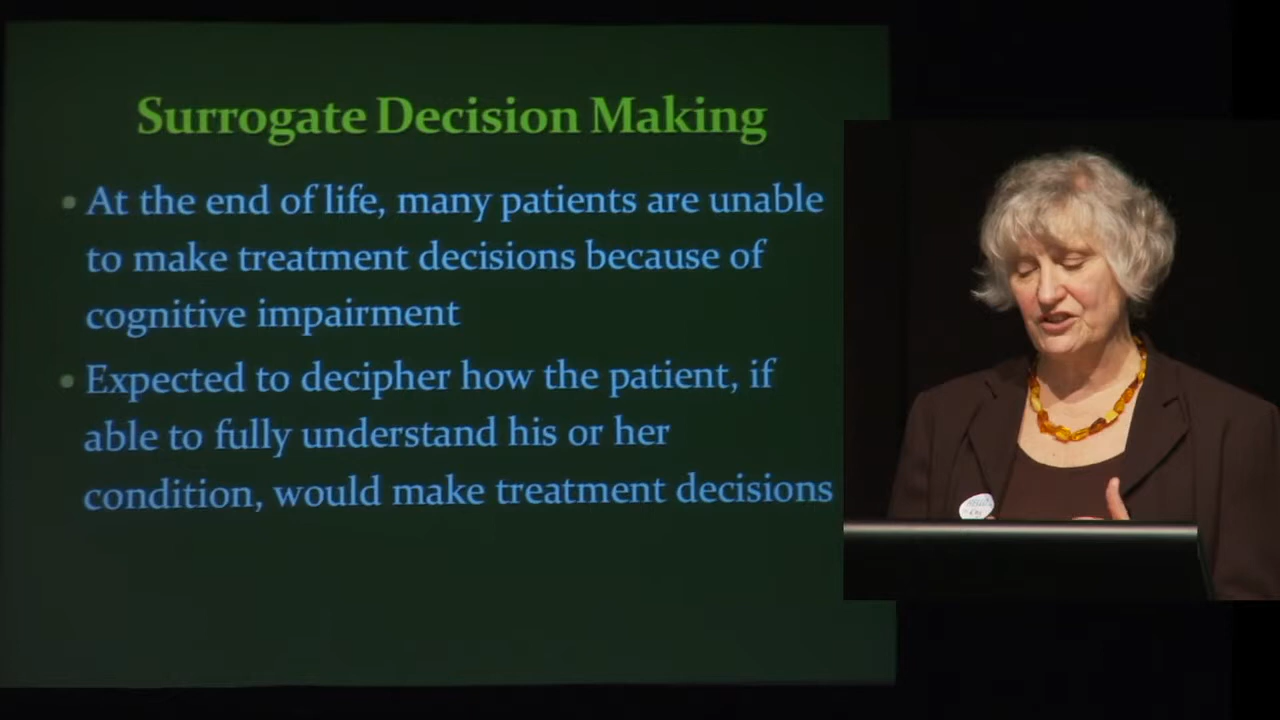 Surrogate Decision Making
• At the end of life, many patients are unable
to make treatment decisions because of
cognitive impairment
• Expected to decipher how the patient, if
able to fully understand his or her
condition, would make treatment decisions